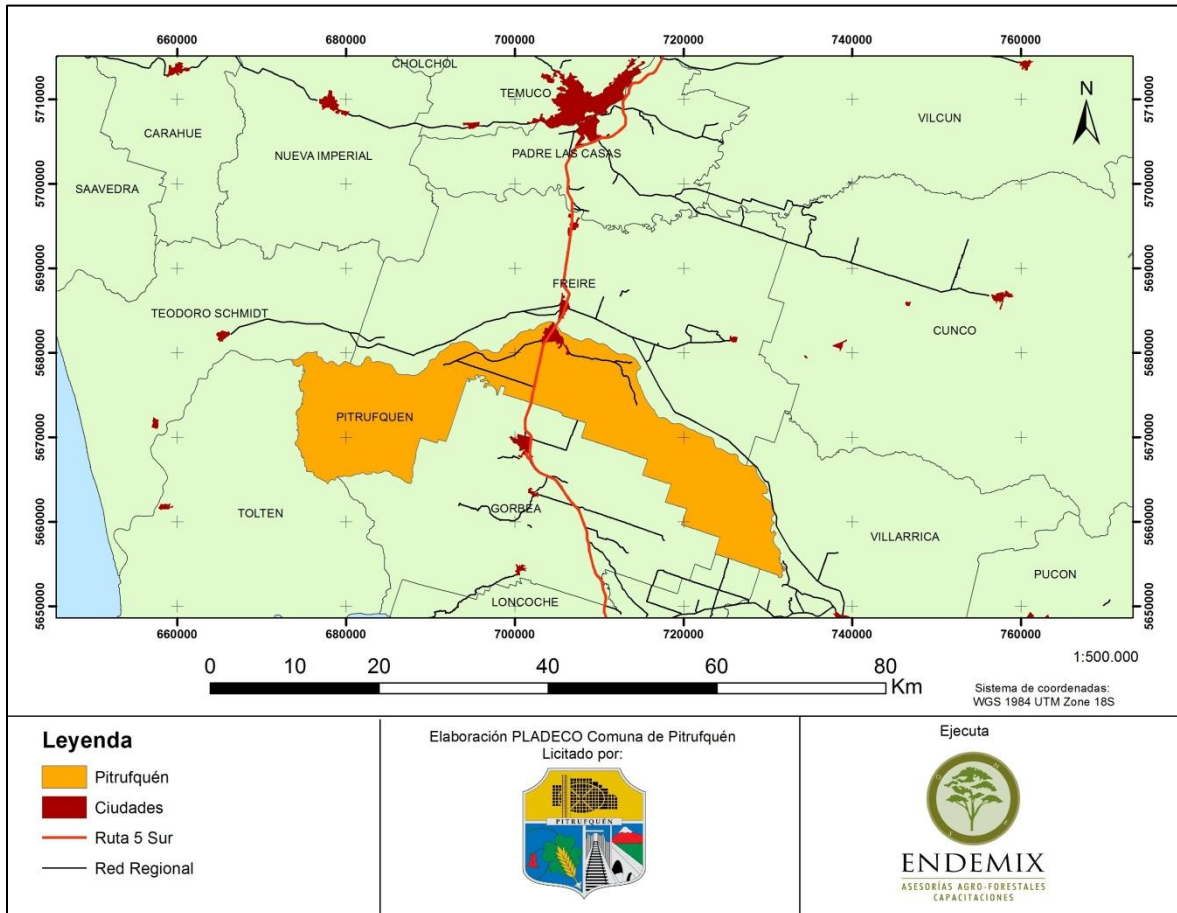 660000
680000
700000
720000
740000
760000
5710000
5700000
5690000
5680000
5670000
5660000
5650000
CHOLCHOL
TEMUCO
VILCUN
N
CARAHUE
NUEVA IMPERIAL
PADRE LAS CASAS
SAAVEDRA
FREIRE
TEODORO SCHMIDT
CUNCO
PITRUFQUEN
TOLTEN
GORBEA
VILLARRICA
PUCON
LONCOCHE
5710000
5700000
5690000
5680000
5670000
5660000
5650000
660000
680000
700000
720000
740000
760000
0 10 20 40 60 80
Km
1:500.000
Sistema de coordenadas:
WGS 1984 UTM Zone 18S
Leyenda
Pitrufquén
Ciudades
Ruta 5 Sur
Red Regional
Elaboración PLADECO Comuna de Pitrufquén
Licitado por:
PITRUFQUÉN
Ejecuta
ENDEMIX
ASESORÍAS AGRO-FORESTALES
CAPACITACIONES